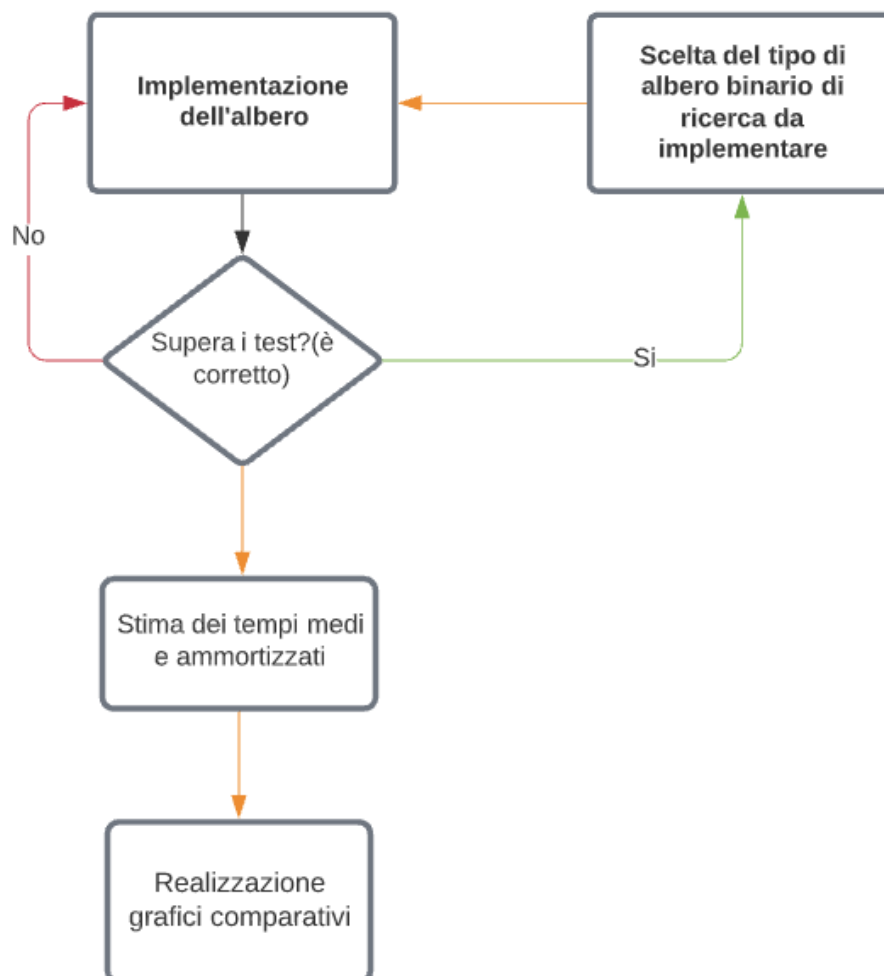 Implementazione
dell'albero
Scelta del tipo di
albero binario di
ricerca da
implementare
No
Supera i test?(è
corretto)
Si
Stima dei tempi medi
e ammortizzati
Realizzazione
grafici comparativi